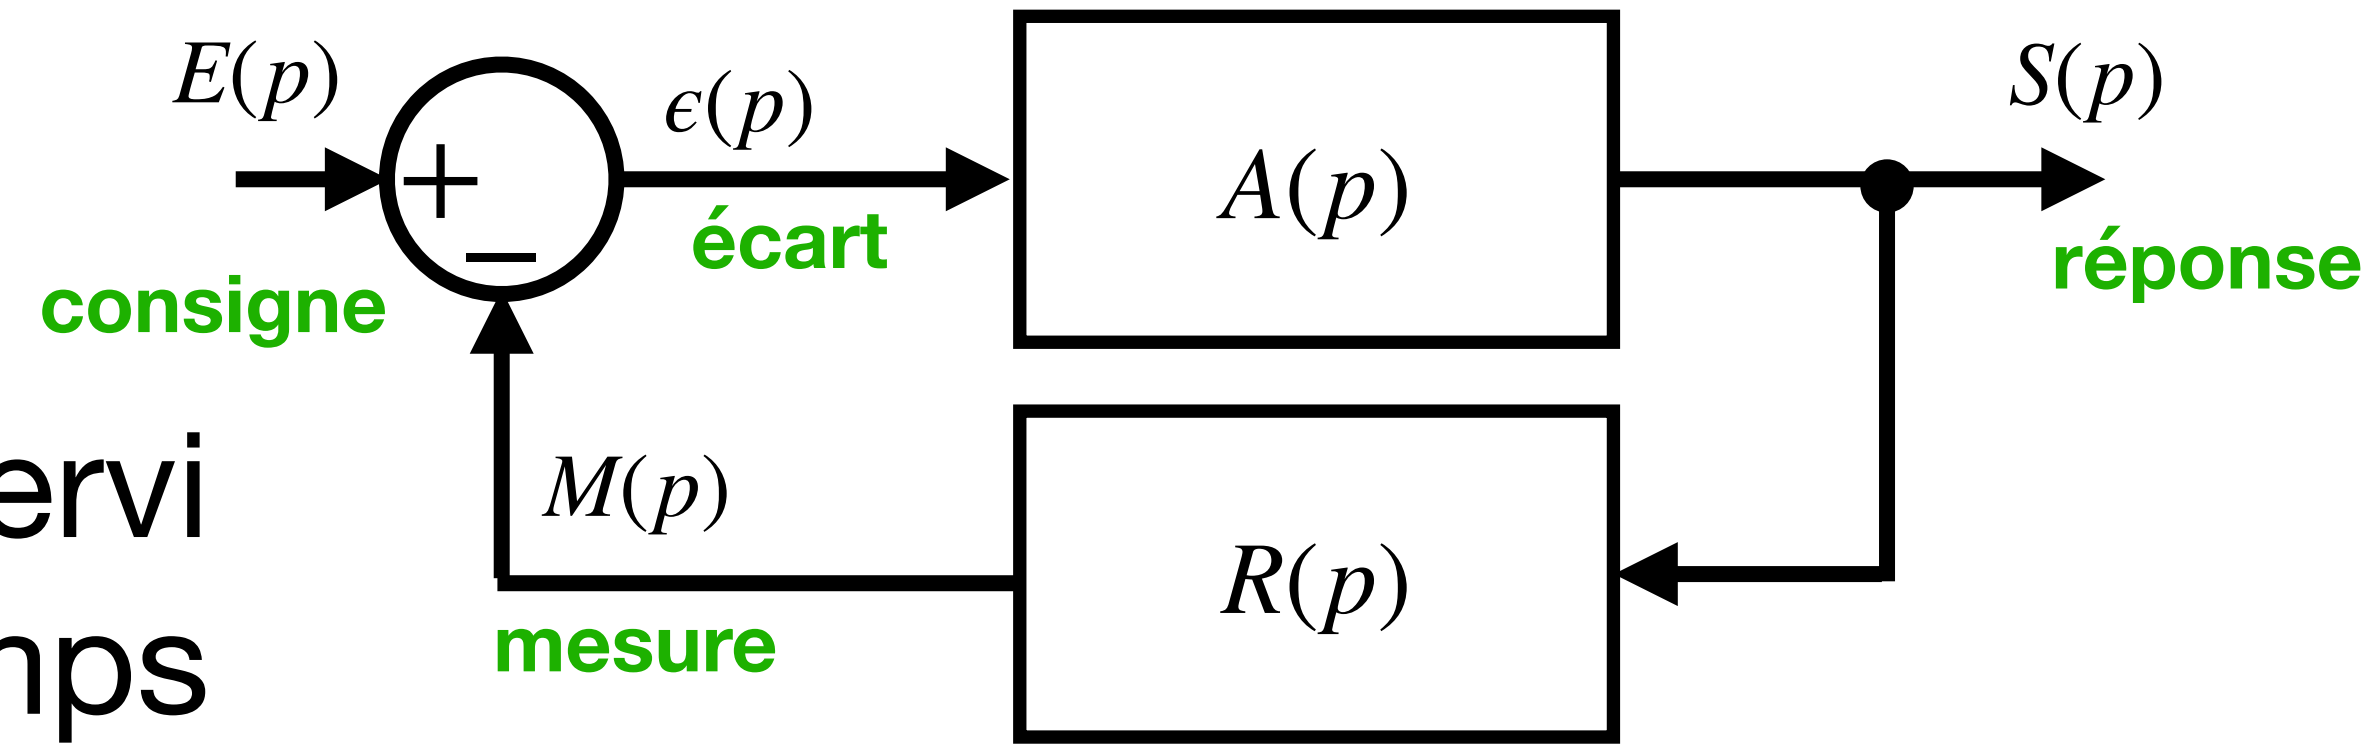 E(p)
ϵ(p)
S(p)
+
A(p)
écart
réponse
−
consigne
ervi
M(p)
R(p)
mesure
mps